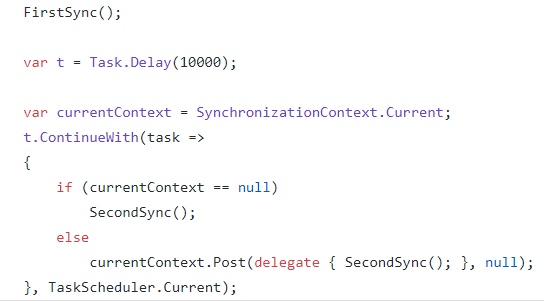 FirstSync();
var t = Task.Delay(10000);
var currentContext = SynchronizationContext.Current;
t.ContinueWith(task =>
{
    if (currentContext == null)
        SecondSync();
    else
        currentContext.Post(delegate { SecondSync(); }, null);
}, TaskScheduler.Current);